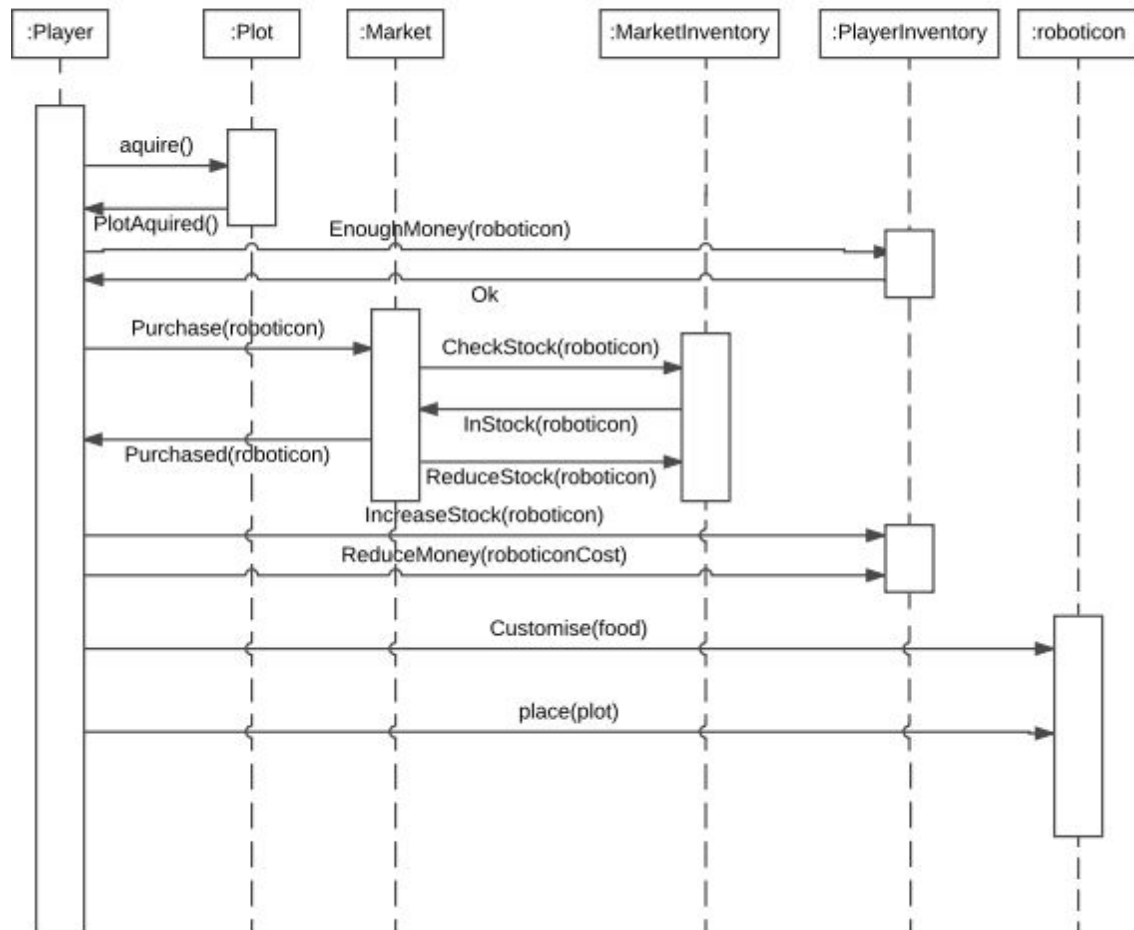 :Player
:Plot
:Market
:MarketInventory
:PlayerInventory
:roboticon
aquire()
PlotAquired()
EnoughMoney(roboticon)
Ok
Purchase(roboticon)
CheckStock(roboticon)
InStock(roboticon)
Purchased(roboticon)
ReduceStock(roboticon)
IncreaseStock(roboticon)
ReduceMoney(roboticonCost)
Customise(food)
place(plot)